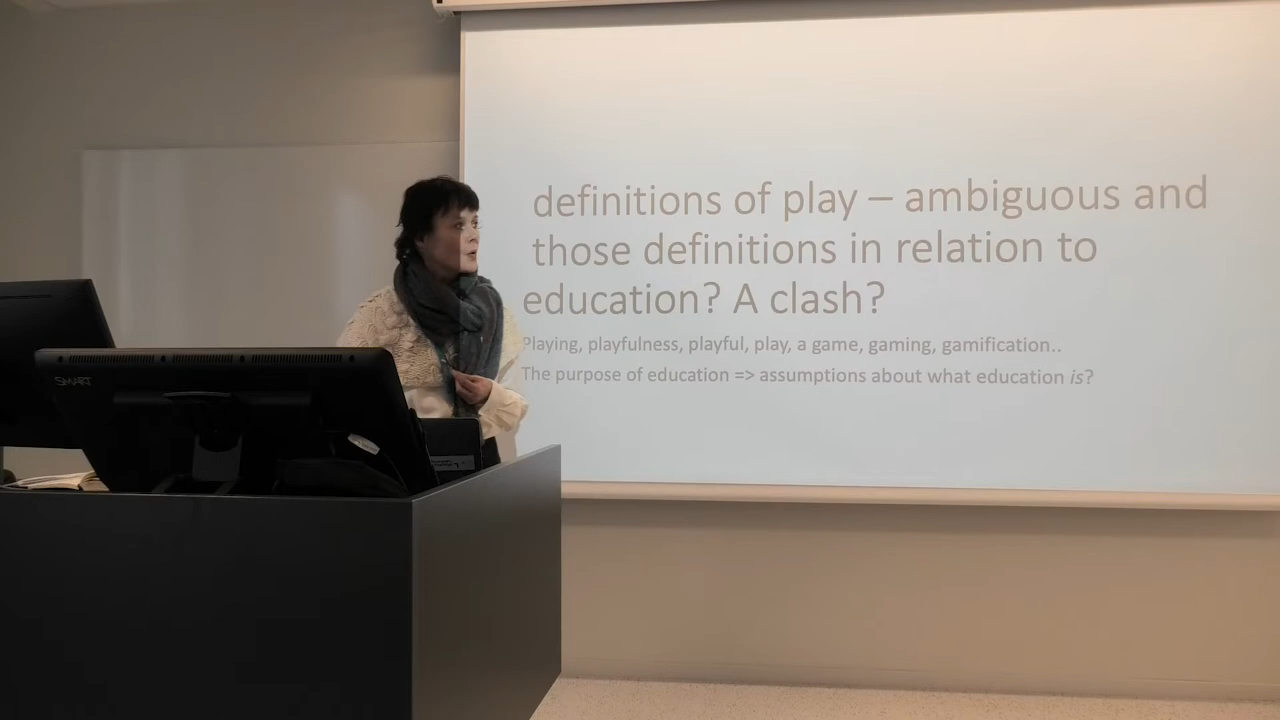 definitions of play – ambiguous and
those definitions in relation to
education? A clash?
Playing, playfulness, playful, play, a game, gaming, gamification..
The purpose of education => assumptions about what education is?
SMART